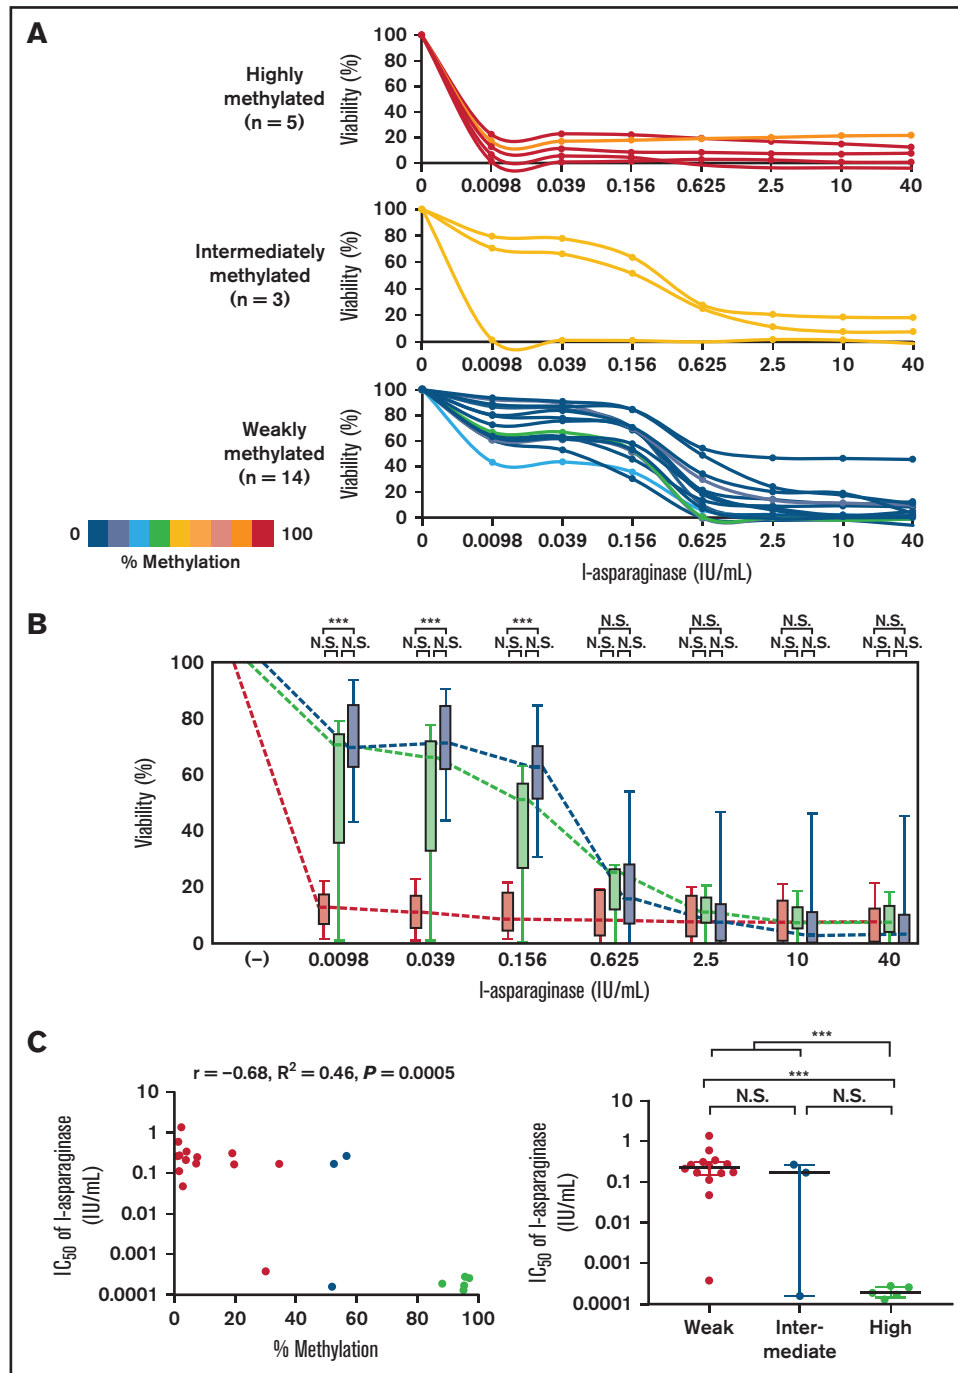 A
Highly
methylated
(n = 5)
Viability (%)
100
80
60
40
20
0
0 0.0098 0.039 0.156 0.625 2.5 10 40
Intermediately
methylated
(n = 3)
Viability (%)
100
80
60
40
20
0
0 0.0098 0.039 0.156 0.625 2.5 10 40
Weakly
methylated
(n = 14)
Viability (%)
100
80
60
40
20
0
0 0.0098 0.039 0.156 0.625 2.5 10 40
l-asparaginase (IU/mL)
0 100
% Methylation
B
*** *** *** N.S. N.S. N.S. N.S.
N.S. N.S. N.S. N.S. N.S. N.S. N.S. N.S. N.S. N.S. N.S. N.S. N.S. N.S.
Viability (%)
100
80
60
40
20
0
(–) 0.0098 0.039 0.156 0.625 2.5 10 40
l-asparaginase (IU/mL)
C
r = –0.68, R² = 0.46, P = 0.0005
IC₅₀ of l-asparaginase
(IU/mL)
10
1
0.1
0.01
0.001
0.0001
0 20 40 60 80 100
% Methylation
***
***
N.S. N.S.
IC₅₀ of l-asparaginase
(IU/mL)
10
1
0.1
0.01
0.001
0.0001
Weak Inter- High
mediate